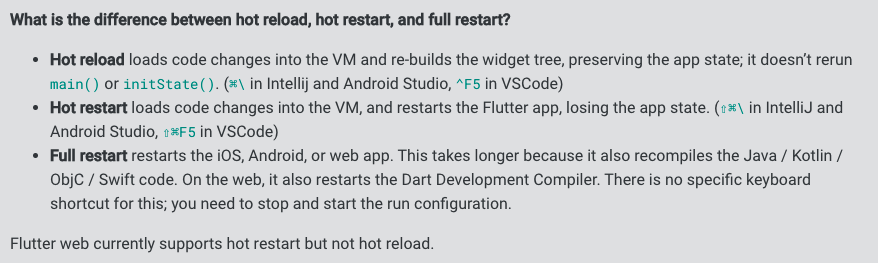 What is the difference between hot reload, hot restart, and full restart?
• Hot reload loads code changes into the VM and re-builds the widget tree, preserving the app state; it doesn't rerun
main() or initState(). (⌘\ in Intellij and Android Studio, ⌃F5 in VSCode)
• Hot restart loads code changes into the VM, and restarts the Flutter app, losing the app state. (⇧⌘\ in IntelliJ and
Android Studio, ⇧⌘F5 in VSCode)
• Full restart restarts the iOS, Android, or web app. This takes longer because it also recompiles the Java / Kotlin /
ObjC / Swift code. On the web, it also restarts the Dart Development Compiler. There is no specific keyboard
shortcut for this; you need to stop and start the run configuration.
Flutter web currently supports hot restart but not hot reload.